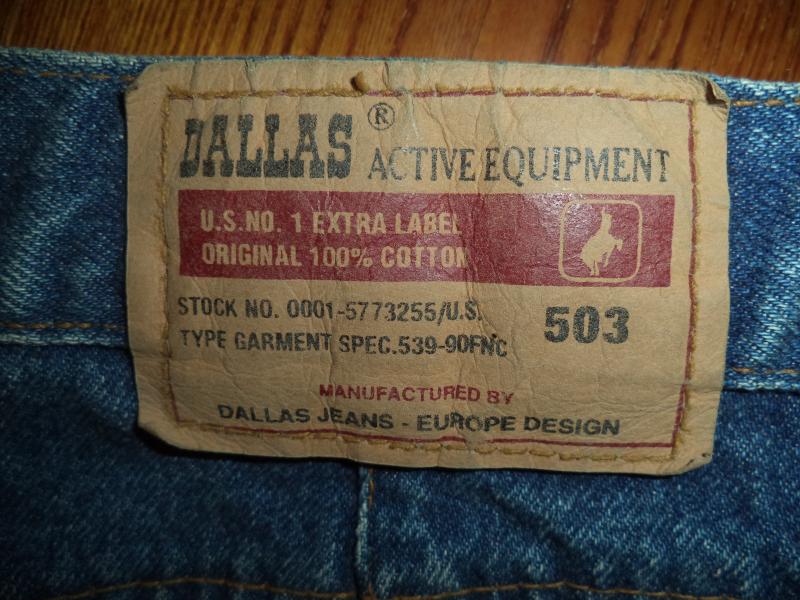 DALLAS® ACTIVE EQUIPMENT
U.S. NO. 1 EXTRA LABEL
ORIGINAL 100% COTTON
STOCK NO. 0001-5773255/U.S.
TYPE GARMENT SPEC.539-90FN'C
503
MANUFACTURED BY
DALLAS JEANS - EUROPE DESIGN